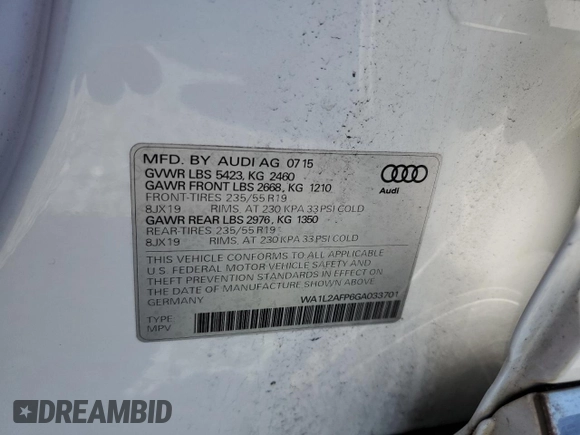 MFD. BY AUDI AG 07 15
GVWR LBS 5423, KG 2460
GAWR FRONT LBS 2668, KG 1210
FRONT-TIRES 235/55 R19
8JX19 RIMS, AT 230 KPA 33 PSI COLD
GAWR REAR LBS 2976, KG 1350
REAR-TIRES 235/55 R19
8JX19 RIMS, AT 230 KPA 33 PSI COLD
THIS VEHICLE CONFORMS TO ALL APPLICABLE
U.S. FEDERAL MOTOR VEHICLE SAFETY AND
THEFT PREVENTION STANDARDS IN EFFECT ON
THE DATE OF MANUFACTURE SHOWN ABOVE
GERMANY
WA1L2AFP6GA033701
TYPE
MPV
Audi
DREAMBID